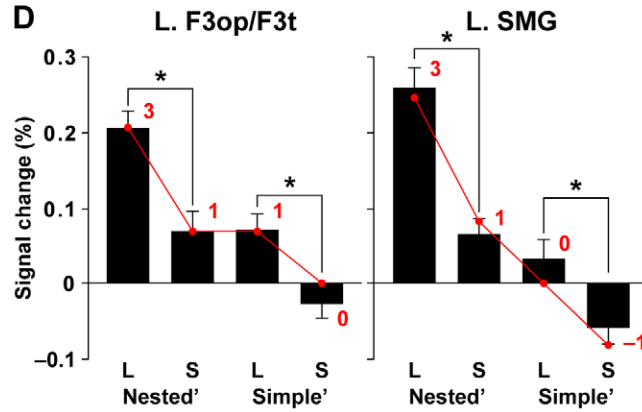 D
L. F3op/F3t
L. SMG
Signal change (%)
0.3
0.2
0.1
0
–0.1
*
3
1
1
*
0
*
3
1
0
*
–1
L S L S
Nested’ Simple’
L S L S
Nested’ Simple’